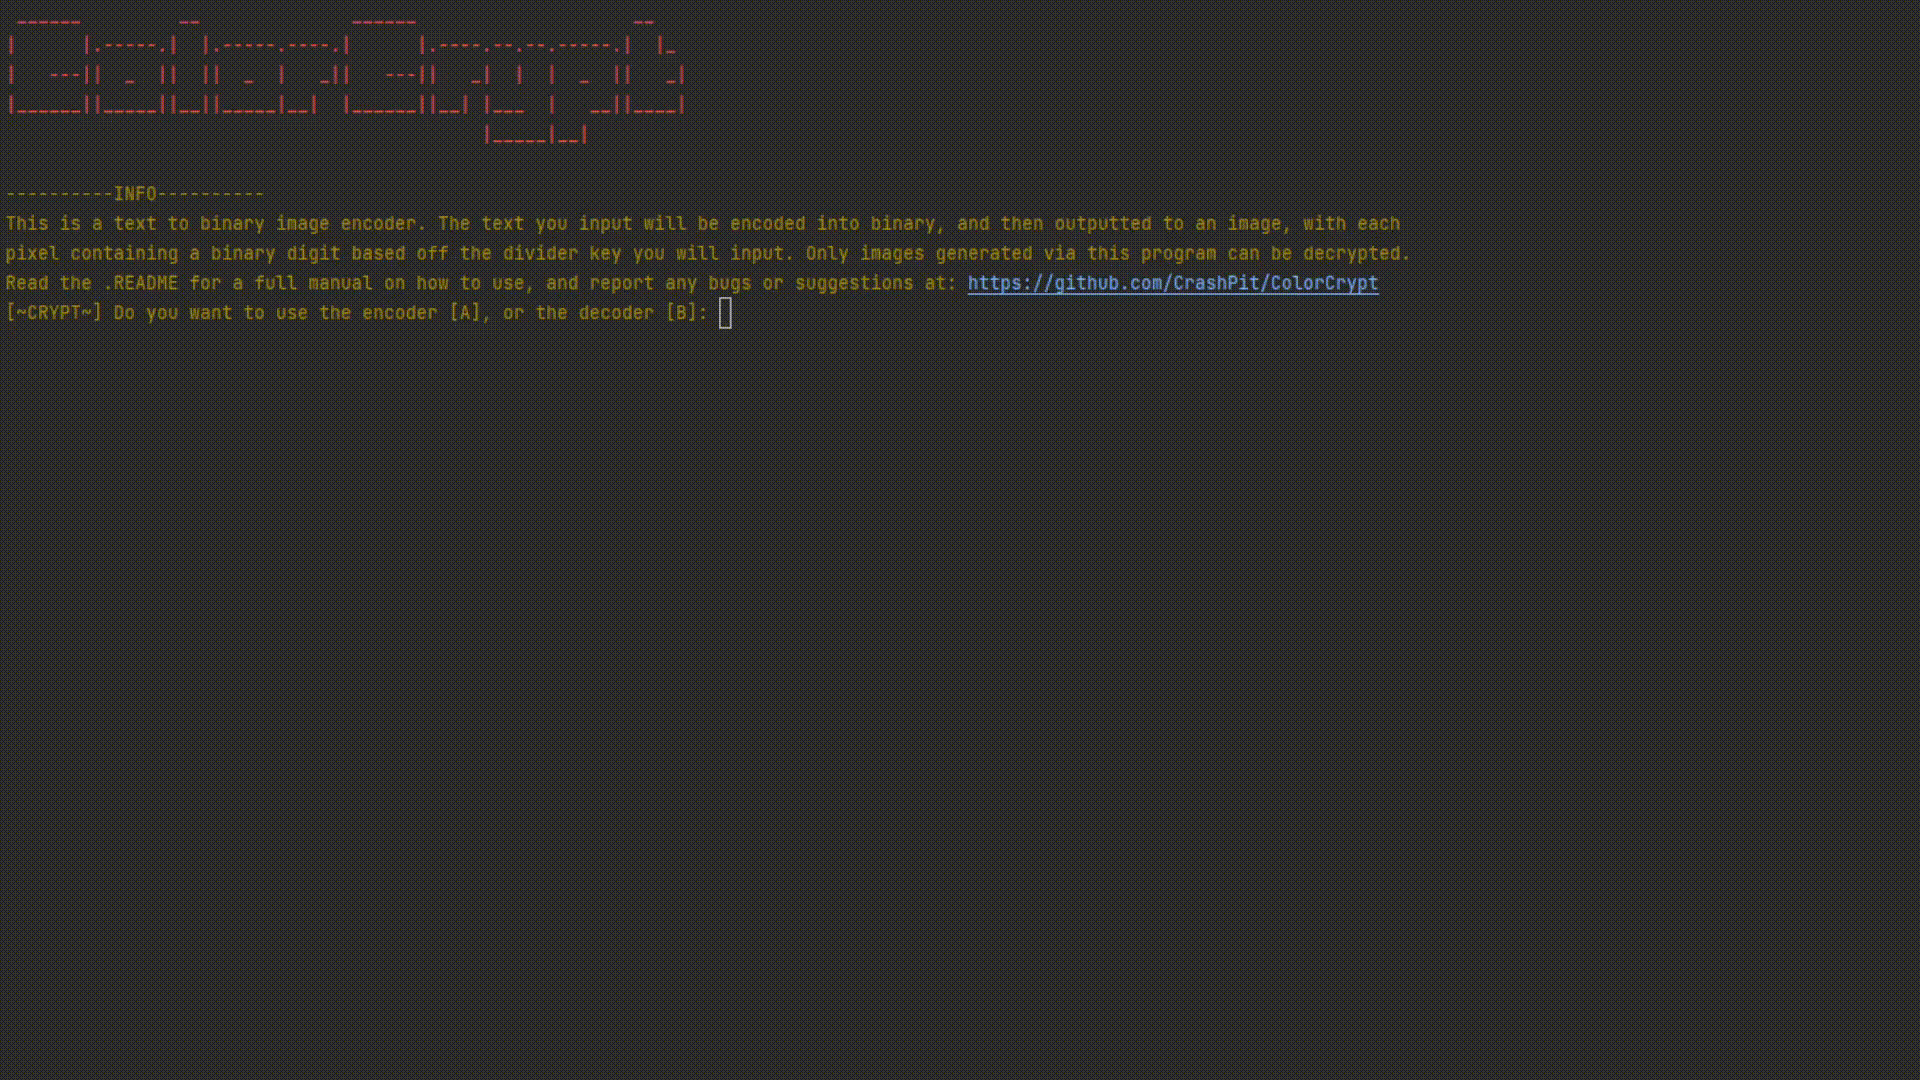 ColorCrypt
----------INFO----------
This is a text to binary image encoder. The text you input will be encoded into binary, and then outputted to an image, with each
pixel containing a binary digit based off the divider key you will input. Only images generated via this program can be decrypted.
Read the .README for a full manual on how to use, and report any bugs or suggestions at: https://github.com/CrashPit/ColorCrypt
[~CRYPT~] Do you want to use the encoder [A], or the decoder [B]: